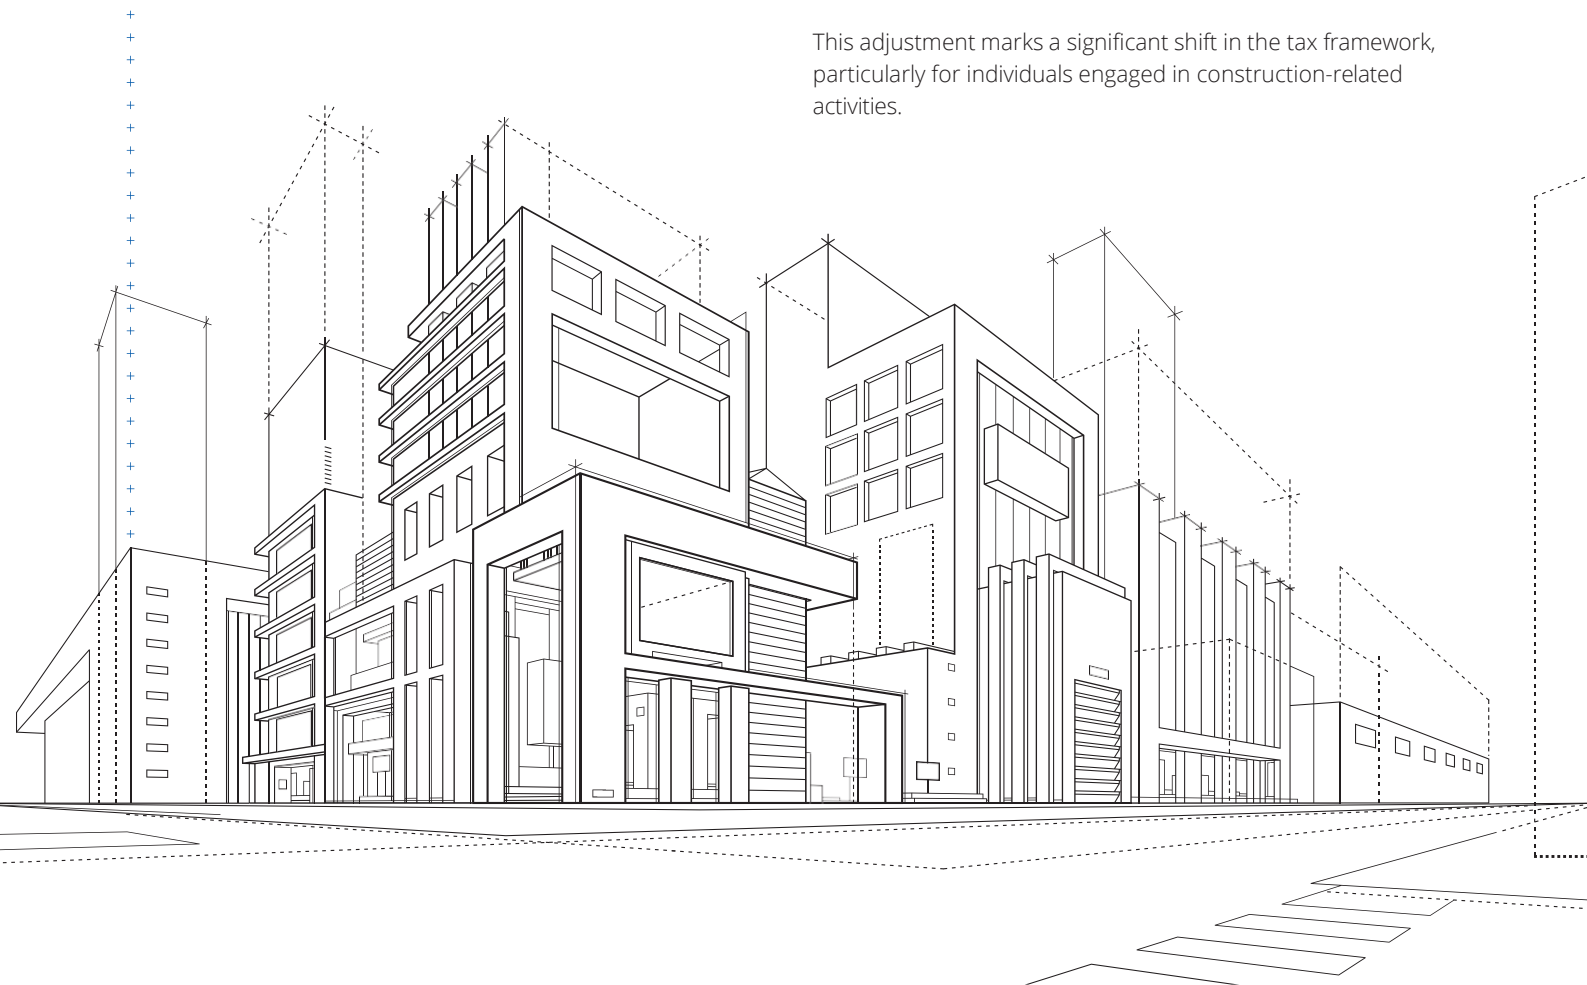 This adjustment marks a significant shift in the tax framework,
particularly for individuals engaged in construction-related
activities.